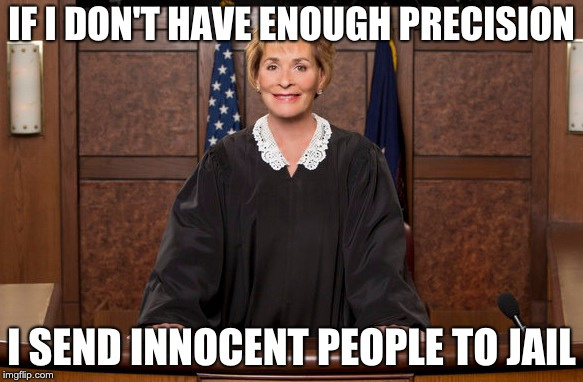 IF I DON'T HAVE ENOUGH PRECISION
I SEND INNOCENT PEOPLE TO JAIL
imgflip.com